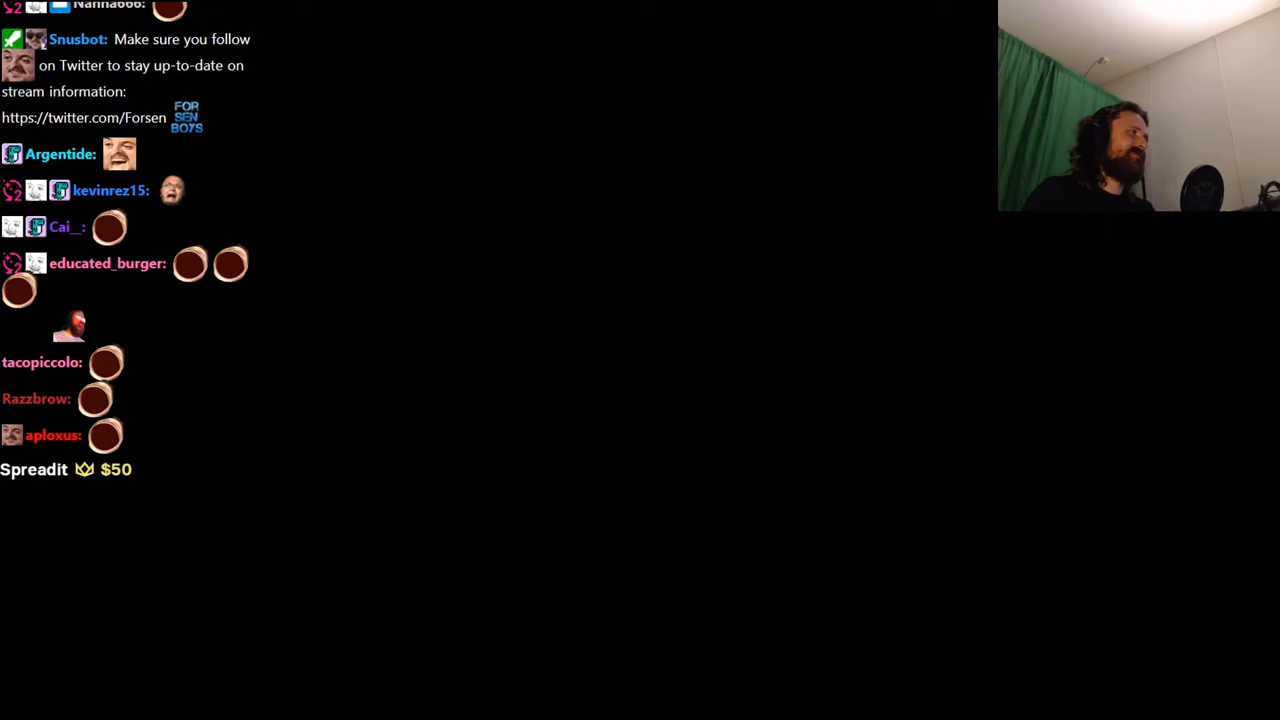 Nanna666:
Snusbot: Make sure you follow
on Twitter to stay up-to-date on
stream information:
https://twitter.com/Forsen FOR
SEN
BOYS
Argentide:
kevinrez15:
Cai__:
educated_burger:
tacopiccolo:
Razzbrow:
aploxus:
Spreadit $50